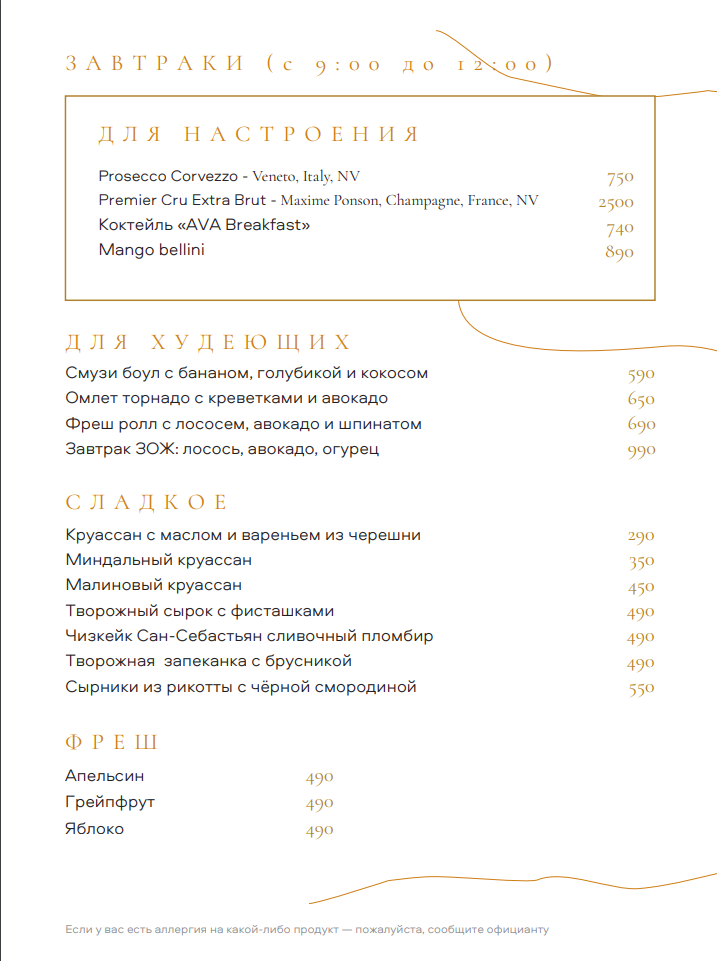 ЗАВТРАКИ (с 9:00 до 12:00)
ДЛЯ НАСТРОЕНИЯ
Prosecco Corvezzo - Veneto, Italy, NV 750
Premier Cru Extra Brut - Maxime Ponson, Champagne, France, NV 2500
Коктейль «AVA Breakfast» 740
Mango bellini 890
ДЛЯ ХУДЕЮЩИХ
Смузи боул с бананом, голубикой и кокосом 590
Омлет торнадо с креветками и авокадо 650
Фреш ролл с лососем, авокадо и шпинатом 690
Завтрак ЗОЖ: лосось, авокадо, огурец 990
СЛАДКОЕ
Круассан с маслом и вареньем из черешни 290
Миндальный круассан 350
Малиновый круассан 450
Творожный сырок с фисташками 490
Чизкейк Сан-Себастьян сливочный пломбир 490
Творожная запеканка с брусникой 490
Сырники из рикотты с чёрной смородиной 550
ФРЕШ
Апельсин 490
Грейпфрут 490
Яблоко 490
Если у вас есть аллергия на какой-либо продукт — пожалуйста, сообщите официанту